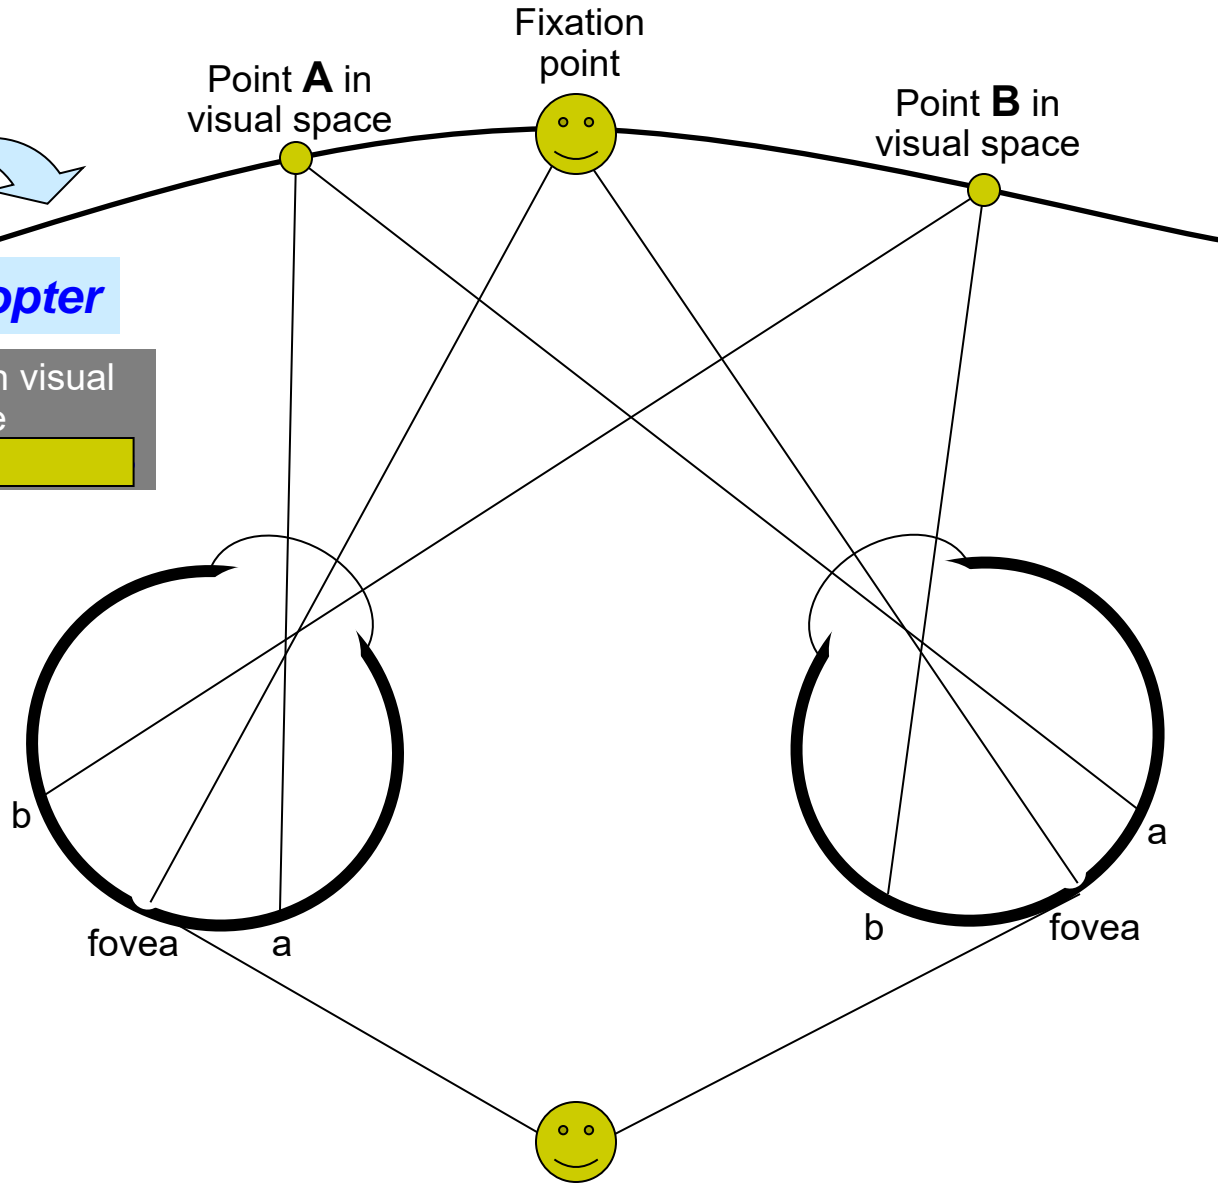 Fixation
point
Point A in
visual space
Point B in
visual space
opter
n visual
e
b
fovea
a
b
fovea
a